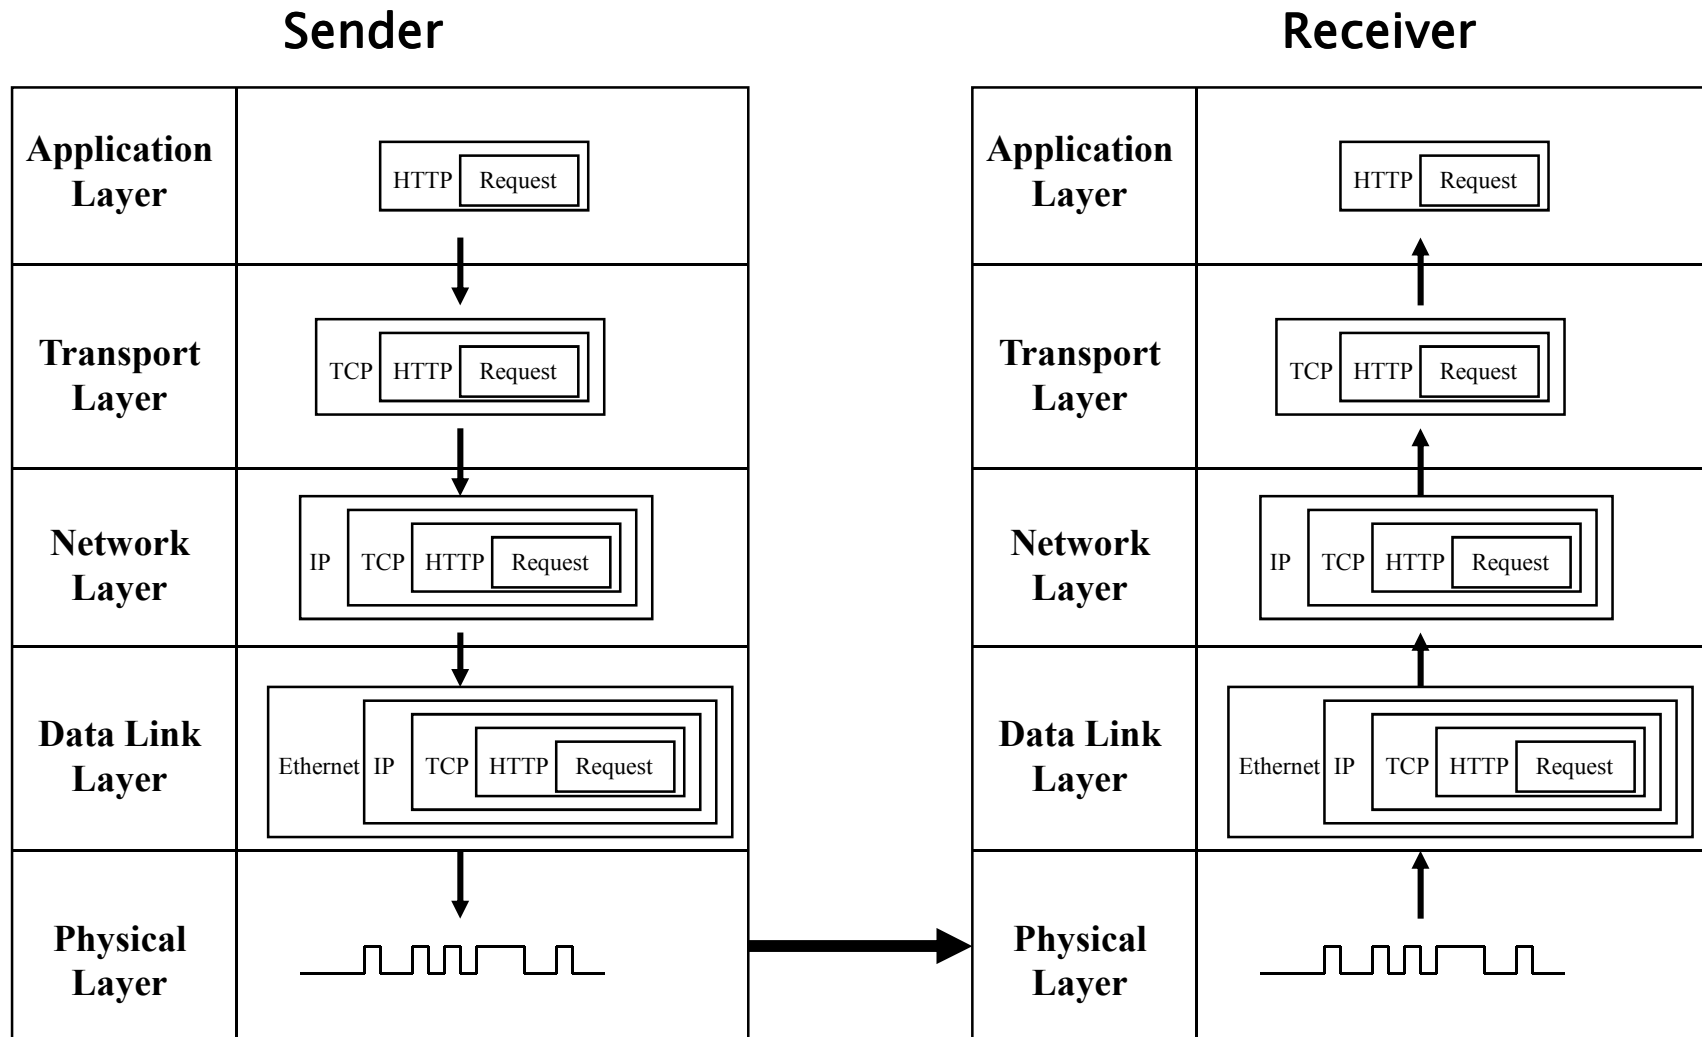 Sender
Receiver
Application
Layer
HTTP Request
Transport
Layer
TCP HTTP Request
Network
Layer
IP TCP HTTP Request
Data Link
Layer
Ethernet IP TCP HTTP Request
Physical
Layer
Application
Layer
HTTP Request
Transport
Layer
TCP HTTP Request
Network
Layer
IP TCP HTTP Request
Data Link
Layer
Ethernet IP TCP HTTP Request
Physical
Layer